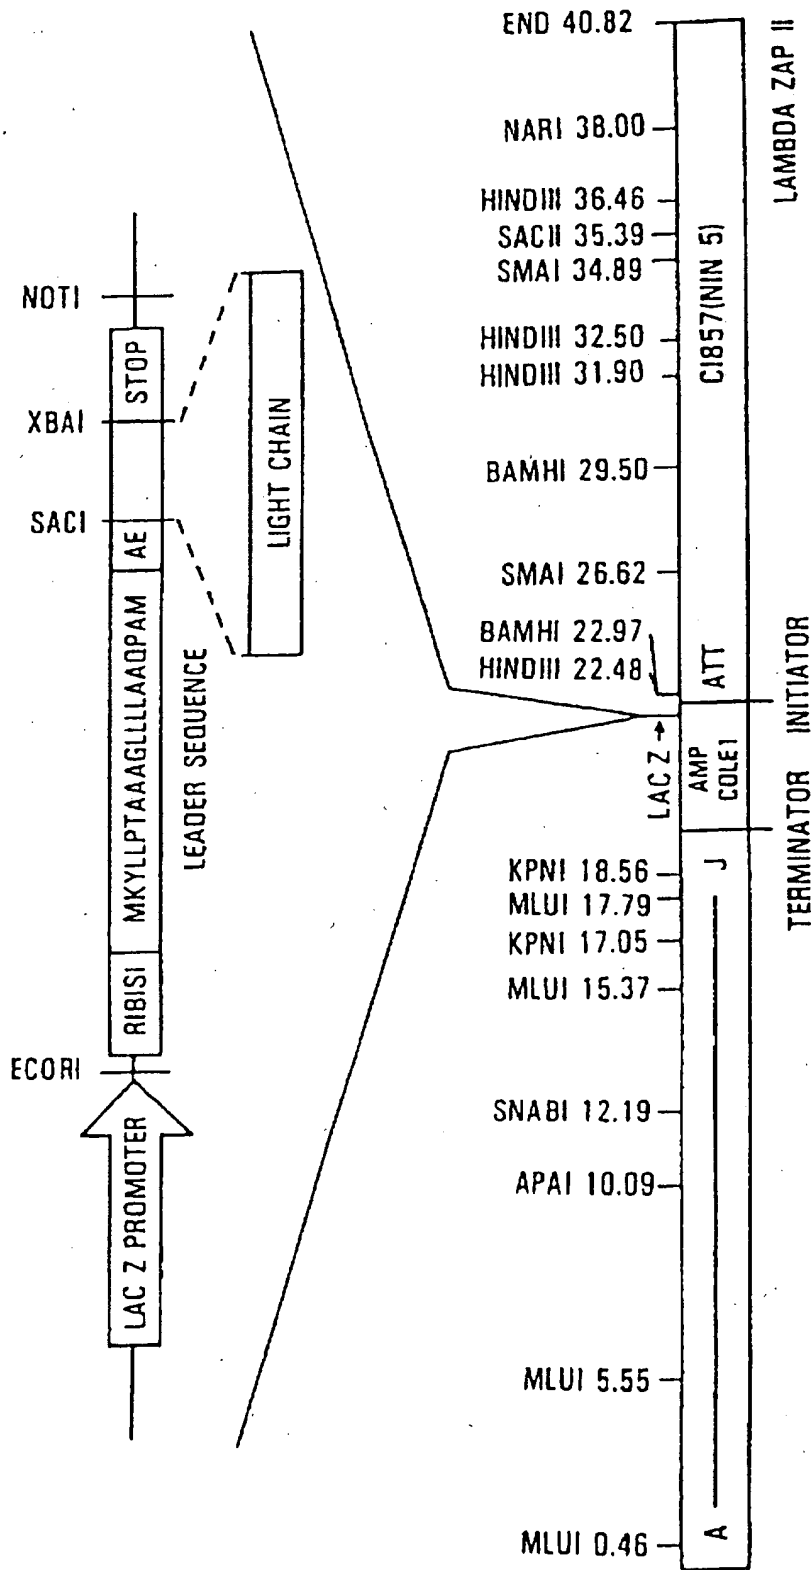 NOTI
XBAI
SACI
ECORI
STOP
AE
MKYLLPTAAAGLLLLAAQPAM
RIBISI
LAC Z PROMOTER
LEADER SEQUENCE
LIGHT CHAIN
END 40.82
NARI 38.00
HINDIII 36.46
SACII 35.39
SMAI 34.89
HINDIII 32.50
HINDIII 31.90
BAMHI 29.50
SMAI 26.62
BAMHI 22.97
HINDIII 22.48
LAC Z →
KPNI 18.56
MLUI 17.79
KPNI 17.05
MLUI 15.37
SNABI 12.19
APAI 10.09
MLUI 5.55
MLUI 0.46
CI857(NIN 5)
ATT
AMP
COLE1
J
A
LAMBDA ZAP II
INITIATOR
TERMINATOR